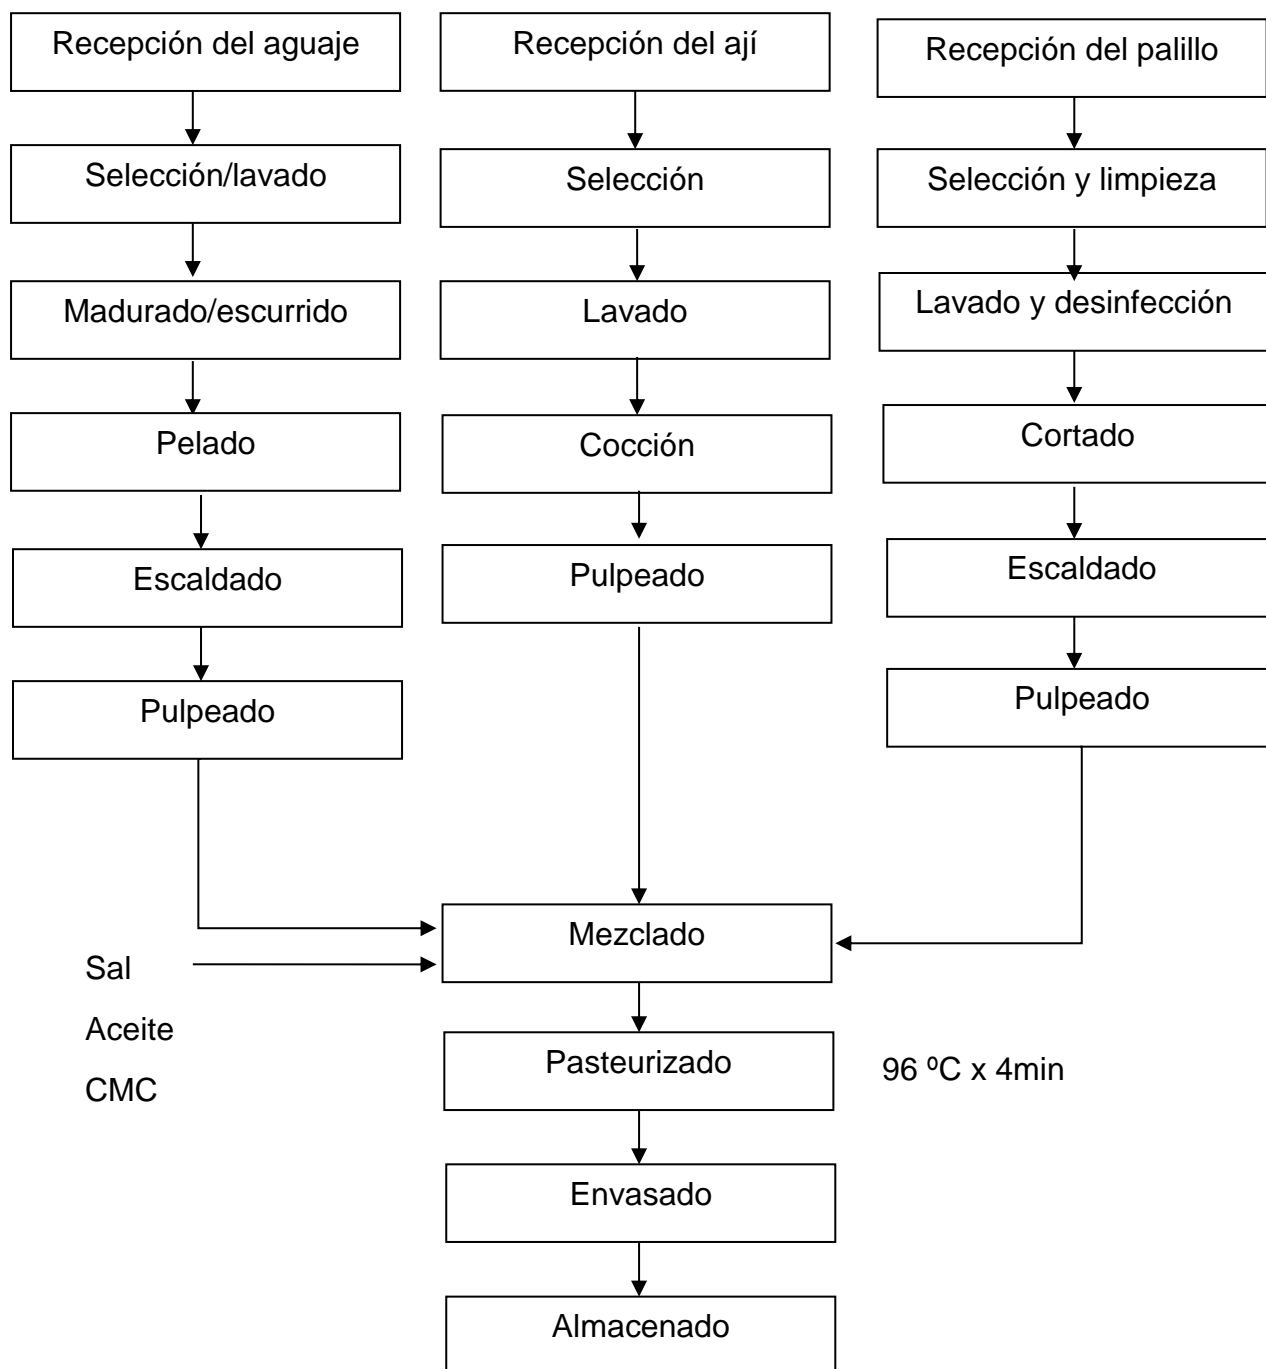 Recepción del aguaje
Recepción del ají
Recepción del palillo
Selección/lavado
Selección
Selección y limpieza
Madurado/escurrido
Lavado
Lavado y desinfección
Pelado
Cocción
Cortado
Escaldado
Pulpeado
Escaldado
Pulpeado
Pulpeado
Mezclado
Sal
Aceite
CMC
Pasteurizado
96 ºC x 4min
Envasado
Almacenado